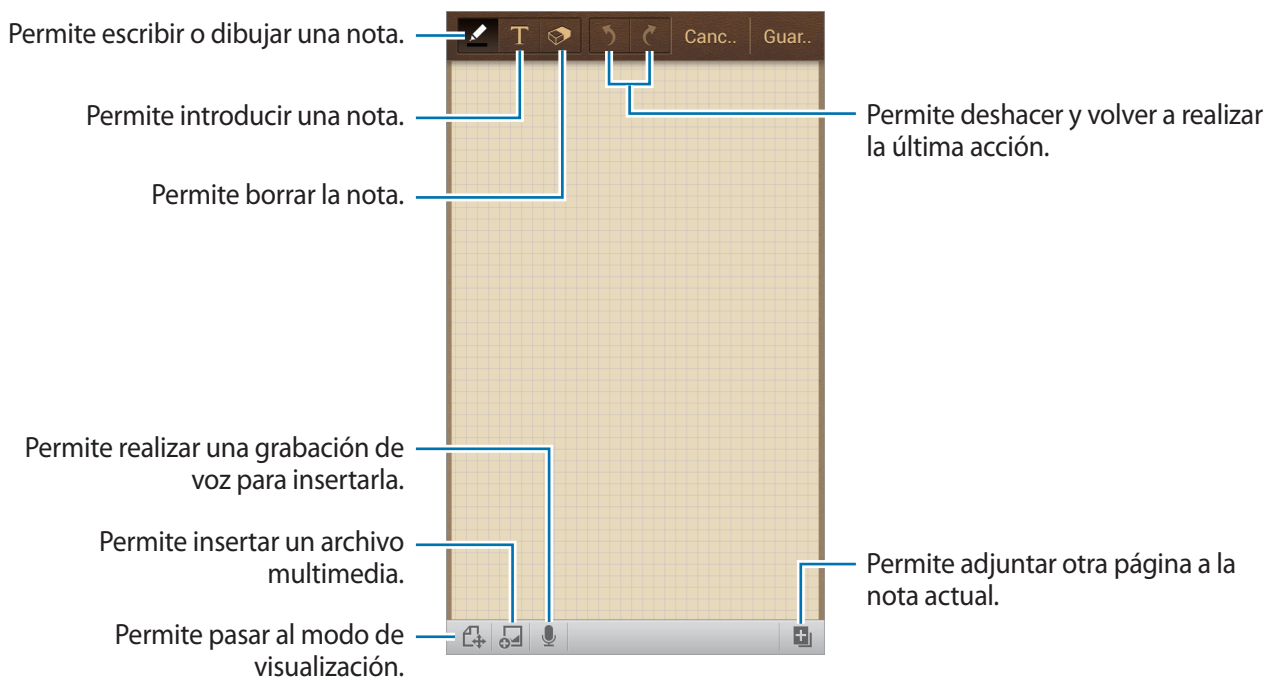 Permite escribir o dibujar una nota.
T
Canc..
Guar..
Permite introducir una nota.
Permite deshacer y volver a realizar
la última acción.
Permite borrar la nota.
Permite realizar una grabación de
voz para insertarla.
Permite insertar un archivo
multimedia.
Permite adjuntar otra página a la
nota actual.
Permite pasar al modo de
visualización.